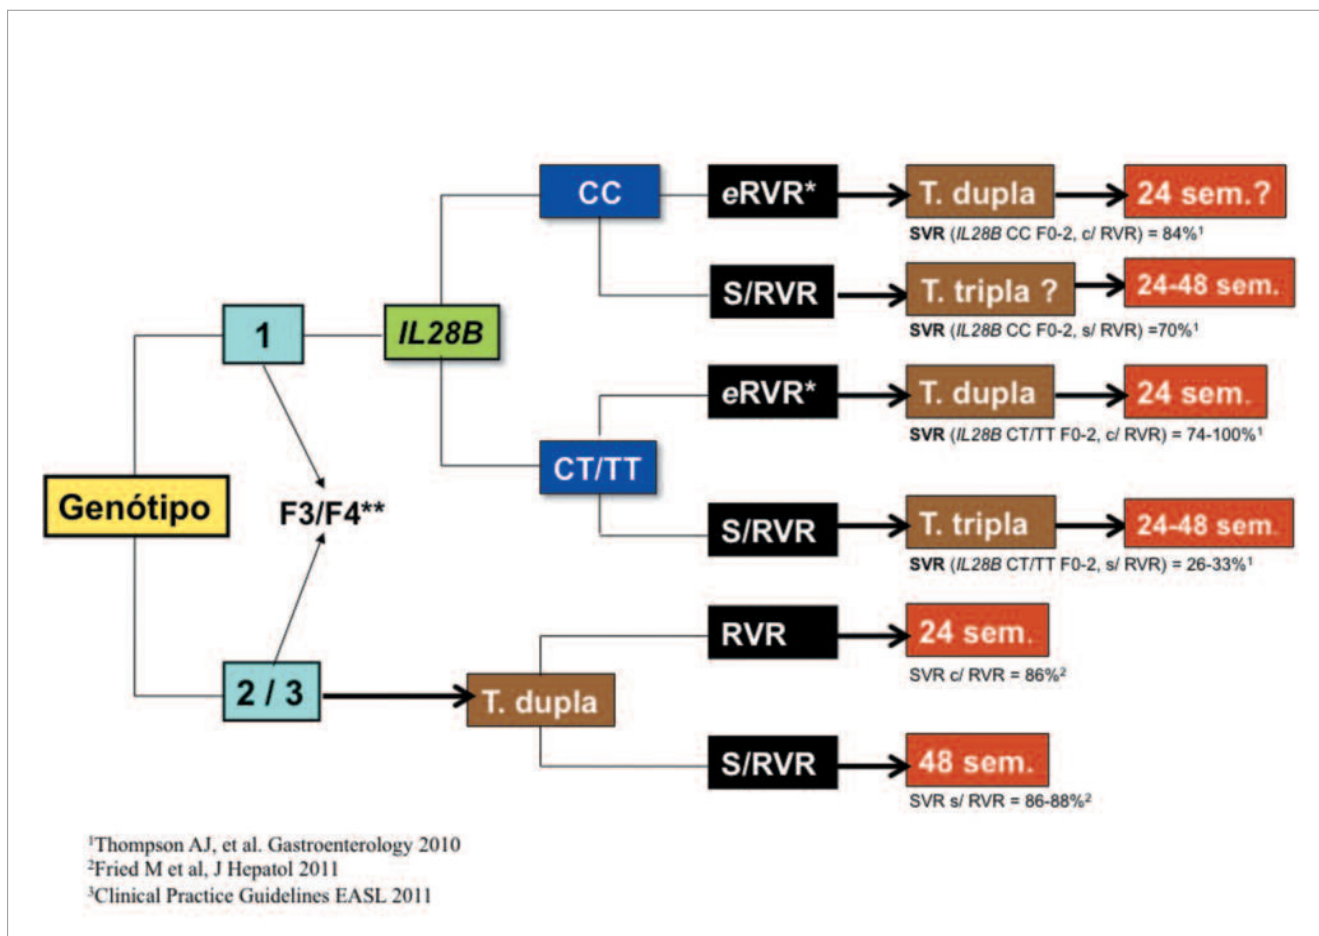 CC
eRVR*
T. dupla
24 sem.?
SVR (IL28B CC F0-2, c/ RVR) = 84%¹
S/RVR
T. tripla ?
24-48 sem.
SVR (IL28B CC F0-2, s/ RVR) =70%¹
1
IL28B
eRVR*
T. dupla
24 sem.
SVR (IL28B CT/TT F0-2, c/ RVR) = 74-100%¹
CT/TT
Genótipo
F3/F4**
S/RVR
T. tripla
24-48 sem.
SVR (IL28B CT/TT F0-2, s/ RVR) = 26-33%¹
RVR
24 sem.
SVR c/ RVR = 86%²
2 / 3
T. dupla
S/RVR
48 sem.
SVR s/ RVR = 86-88%²
¹Thompson AJ, et al. Gastroenterology 2010
²Fried M et al, J Hepatol 2011
³Clinical Practice Guidelines EASL 2011